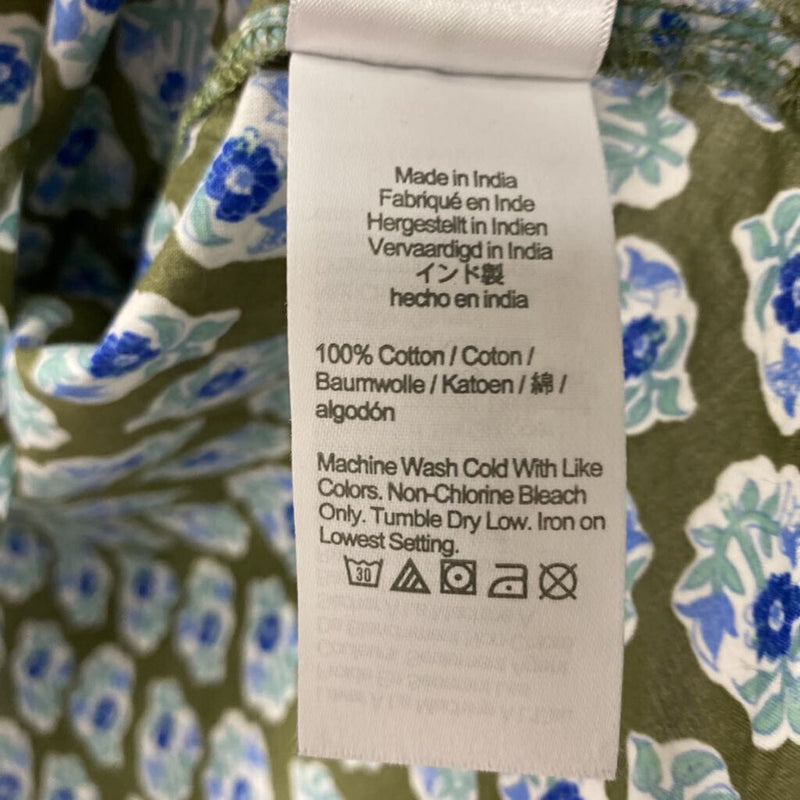 Made in India
Fabriqué en Inde
Hergestellt in Indien
Vervaardigd in India
インド製
hecho en india
100% Cotton / Coton /
Baumwolle / Katoen / 綿 /
algodón
Machine Wash Cold With Like
Colors. Non-Chlorine Bleach
Only. Tumble Dry Low. Iron on
Lowest Setting.
30